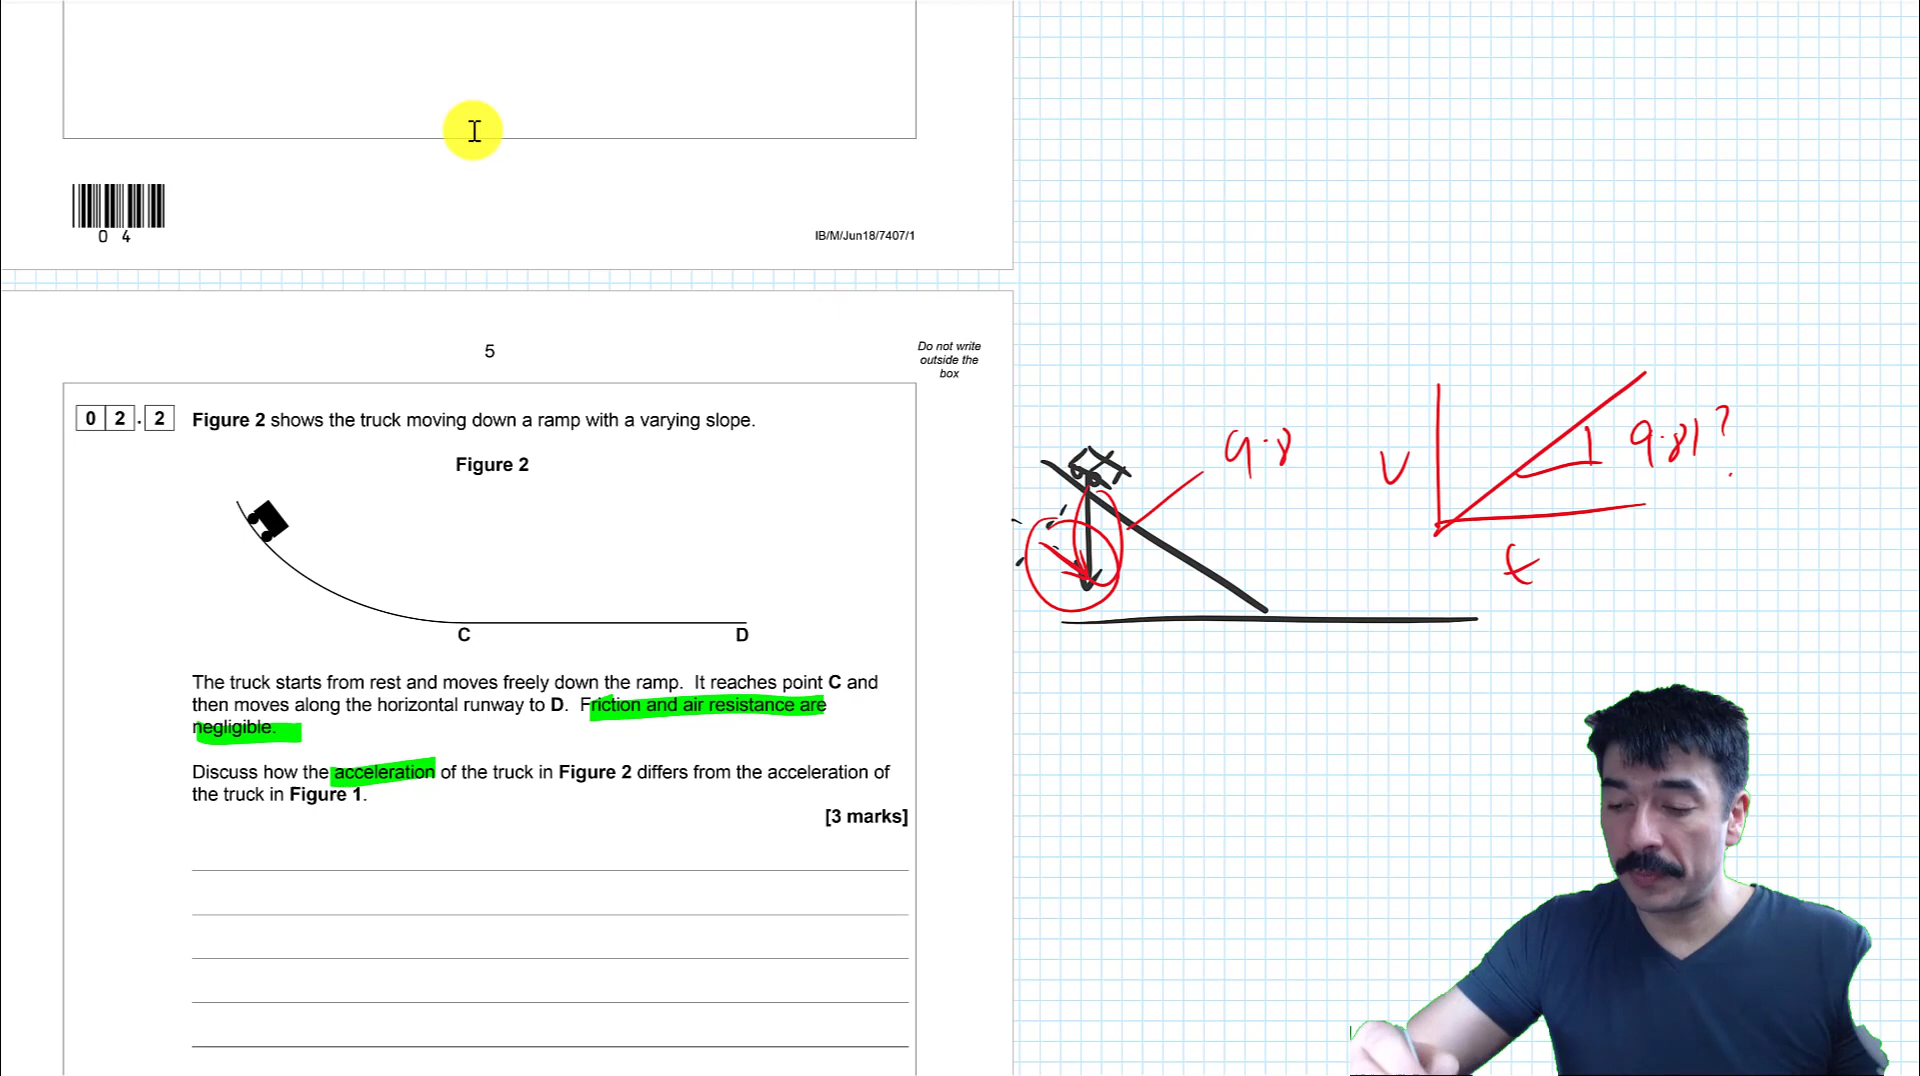 0 4
IB/M/Jun18/7407/1
5
Do not write
outside the
box
0 2 . 2 Figure 2 shows the truck moving down a ramp with a varying slope.
Figure 2
C D
The truck starts from rest and moves freely down the ramp. It reaches point C and
then moves along the horizontal runway to D. Friction and air resistance are
negligible.
Discuss how the acceleration of the truck in Figure 2 differs from the acceleration of
the truck in Figure 1.
[3 marks]
9.8
V
9.81?
t